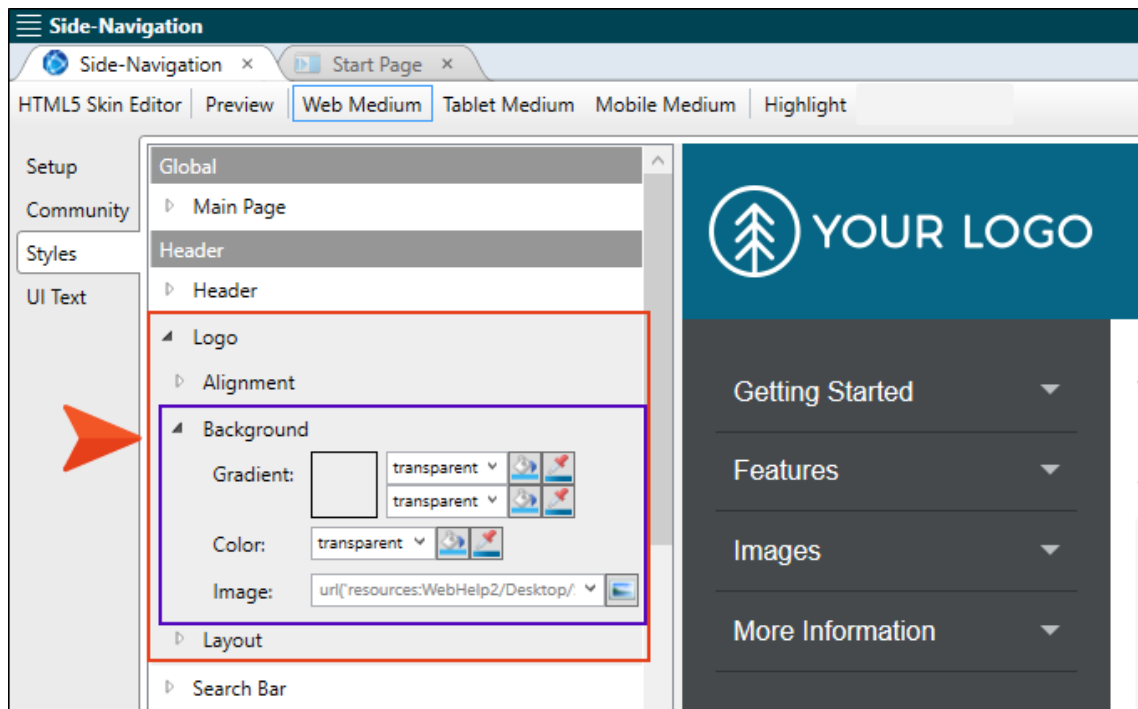 Side-Navigation
Side-Navigation × Start Page ×
HTML5 Skin Editor Preview Web Medium Tablet Medium Mobile Medium Highlight
Setup
Community
Styles
UI Text
Global
Main Page
Header
Header
Logo
Alignment
Background
Gradient: transparent
transparent
Color: transparent
Image: url('resources:WebHelp2/Desktop/
Layout
Search Bar
YOUR LOGO
Getting Started
Features
Images
More Information